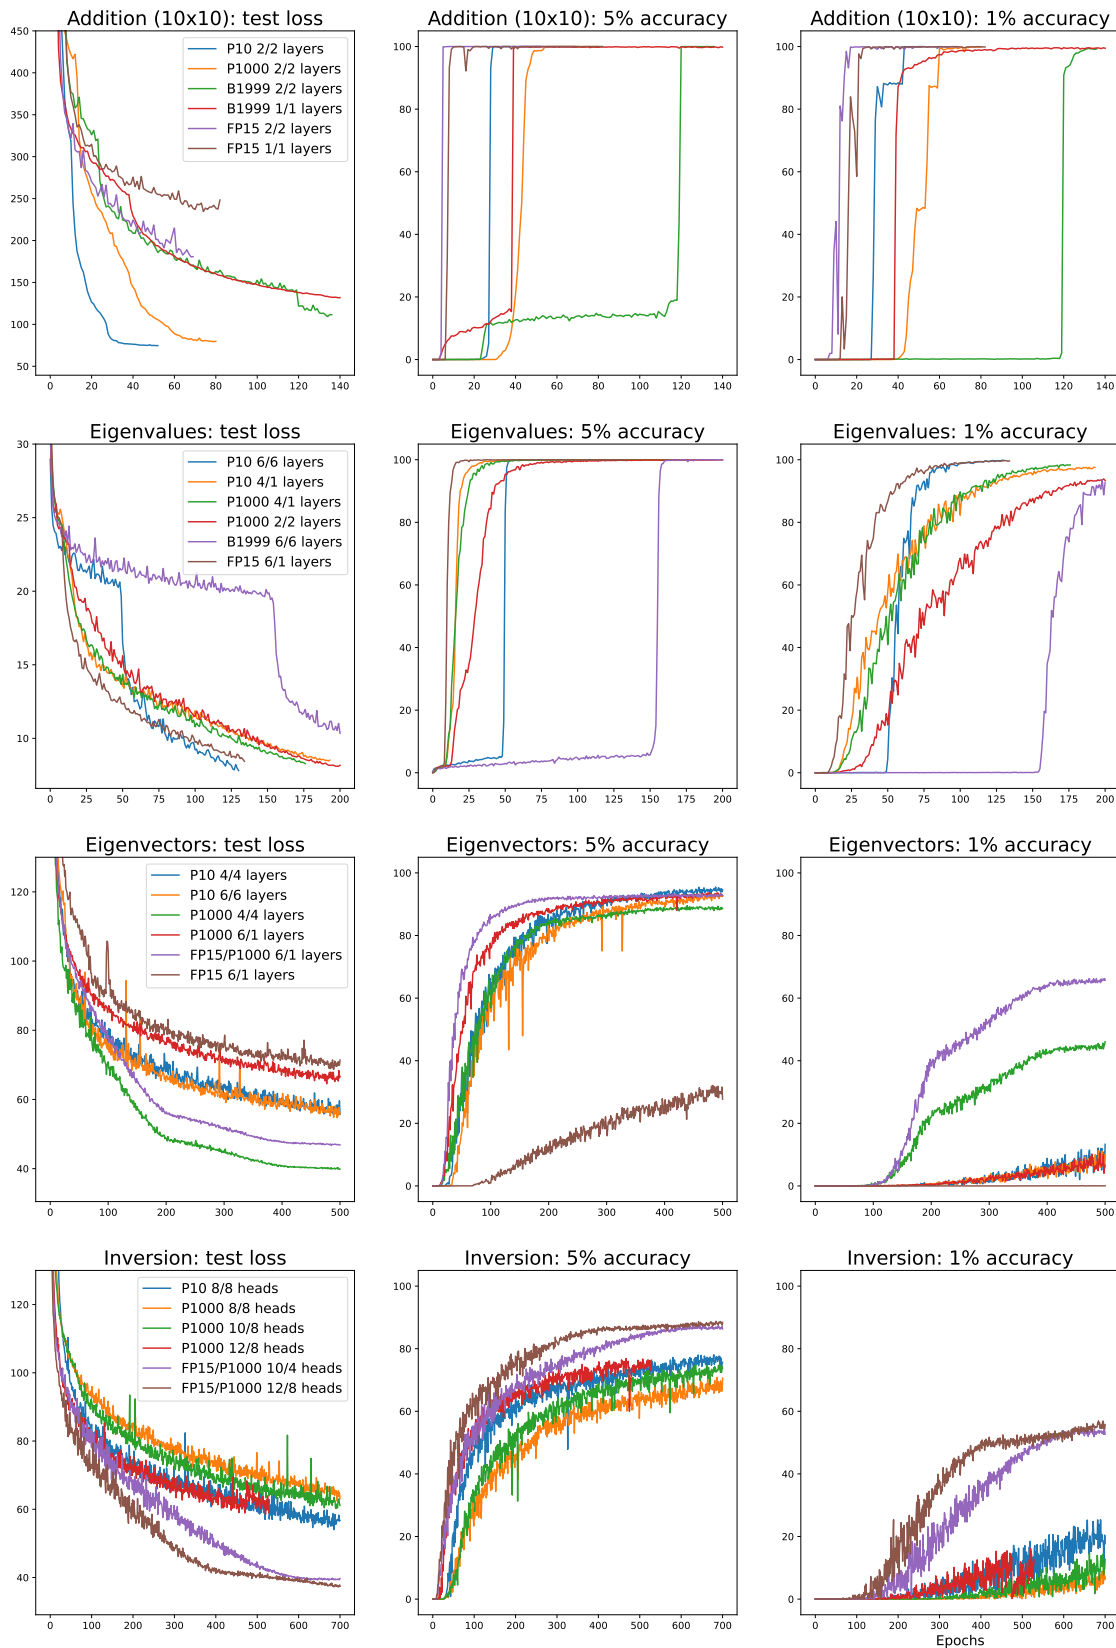 Addition (10x10): test loss
Addition (10x10): 5% accuracy
Addition (10x10): 1% accuracy
450
400
350
300
250
200
150
100
50
P10 2/2 layers
P1000 2/2 layers
B1999 2/2 layers
B1999 1/1 layers
FP15 2/2 layers
FP15 1/1 layers
0 20 40 60 80 100 120 140
100
80
60
40
20
0
0 20 40 60 80 100 120 140
100
80
60
40
20
0
0 20 40 60 80 100 120 140
Eigenvalues: test loss
Eigenvalues: 5% accuracy
Eigenvalues: 1% accuracy
30
25
20
15
10
P10 6/6 layers
P10 4/1 layers
P1000 4/1 layers
P1000 2/2 layers
B1999 6/6 layers
FP15 6/1 layers
0 25 50 75 100 125 150 175 200
100
80
60
40
20
0
0 25 50 75 100 125 150 175 200
100
80
60
40
20
0
0 25 50 75 100 125 150 175 200
Eigenvectors: test loss
Eigenvectors: 5% accuracy
Eigenvectors: 1% accuracy
120
100
80
60
40
P10 4/4 layers
P10 6/6 layers
P1000 4/4 layers
P1000 6/1 layers
FP15/P1000 6/1 layers
FP15 6/1 layers
0 100 200 300 400 500
100
80
60
40
20
0
0 100 200 300 400 500
100
80
60
40
20
0
0 100 200 300 400 500
Inversion: test loss
Inversion: 5% accuracy
Inversion: 1% accuracy
120
100
80
60
40
P10 8/8 heads
P1000 8/8 heads
P1000 10/8 heads
P1000 12/8 heads
FP15/P1000 10/4 heads
FP15/P1000 12/8 heads
0 100 200 300 400 500 600 700
100
80
60
40
20
0
0 100 200 300 400 500 600 700
100
80
60
40
20
0
0 100 200 300 400 500 600 700
Epochs